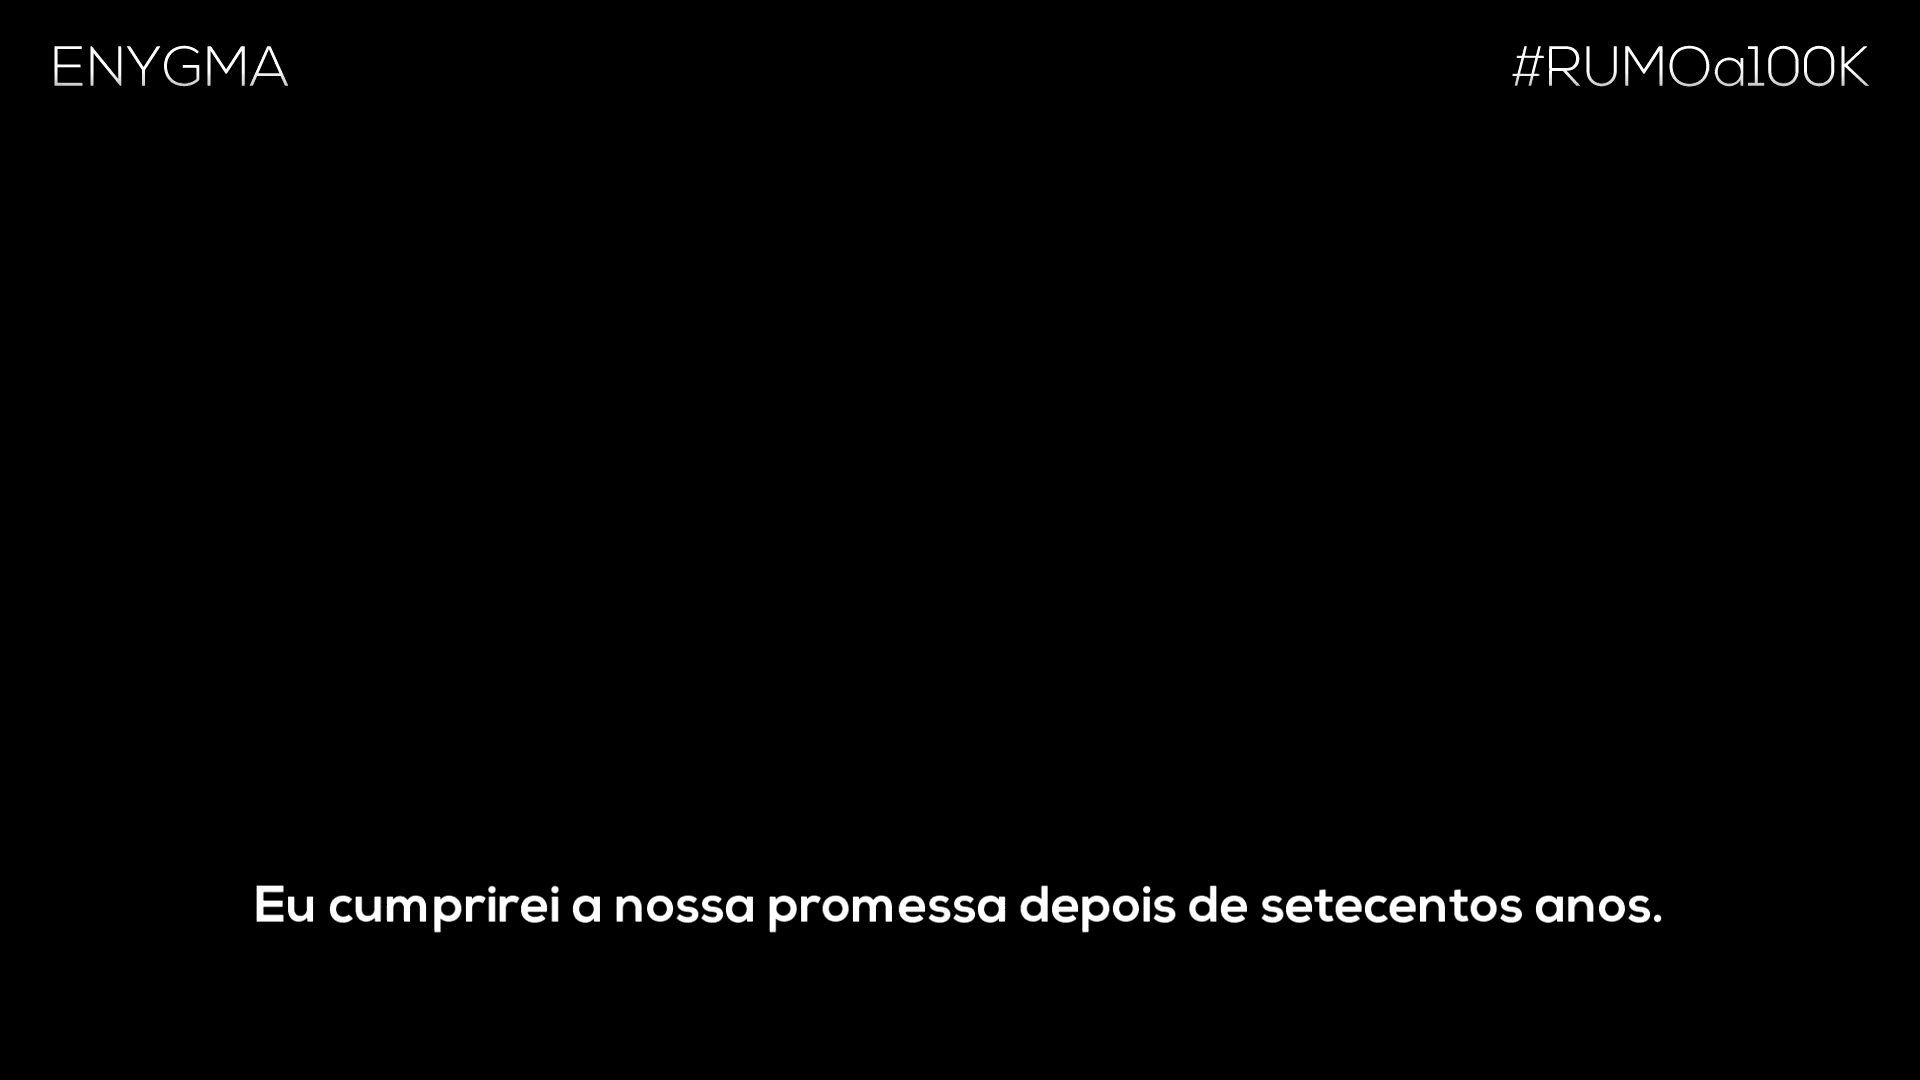 ENYGMA
#RUMOa100K
Eu cumprirei a nossa promessa depois de setecentos anos.